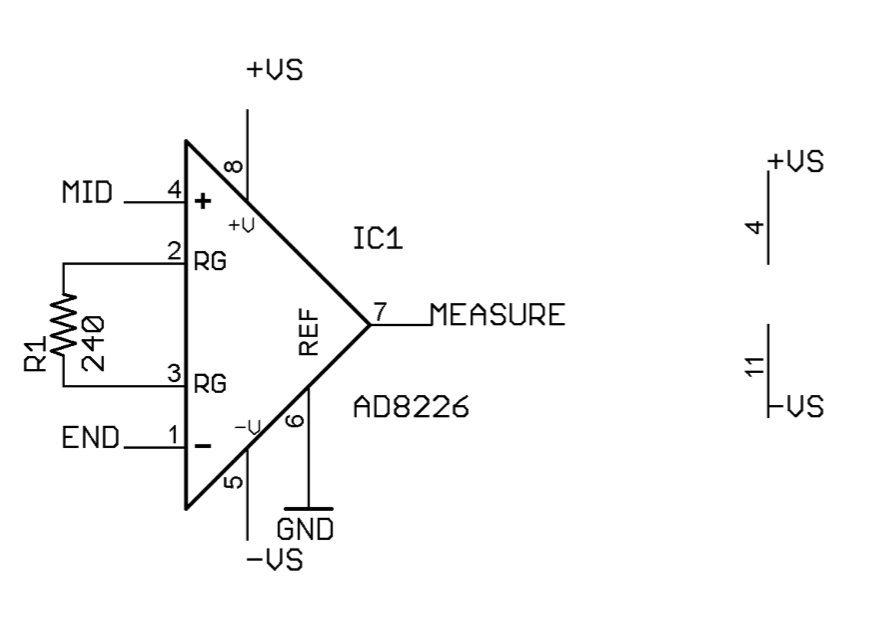 +VS
8
MID
4
+
+V
2
RG
IC1
REF
7
MEASURE
R1
240
3
RG
AD8226
END
1
-
-V
6
5
GND
-VS
+VS
4
11
-VS